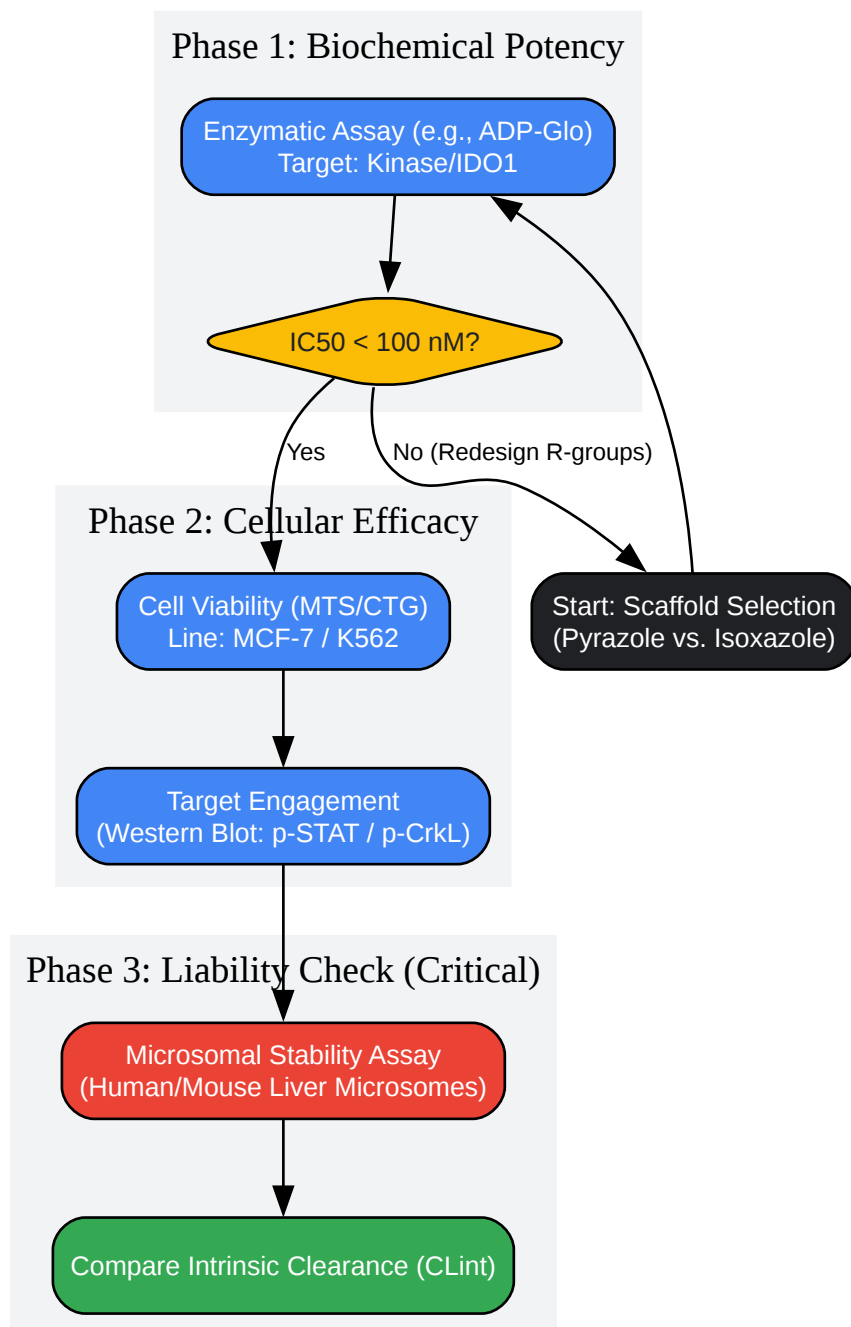 Phase 1: Biochemical Potency
Enzymatic Assay (e.g., ADP-Glo)
Target: Kinase/IDO1
IC50 < 100 nM?
Yes
No (Redesign R-groups)
Phase 2: Cellular Efficacy
Cell Viability (MTS/CTG)
Line: MCF-7 / K562
Start: Scaffold Selection
(Pyrazole vs. Isoxazole)
Target Engagement
(Western Blot: p-STAT / p-CrkL)
Phase 3: Liability Check (Critical)
Microsomal Stability Assay
(Human/Mouse Liver Microsomes)
Compare Intrinsic Clearance (CLint)